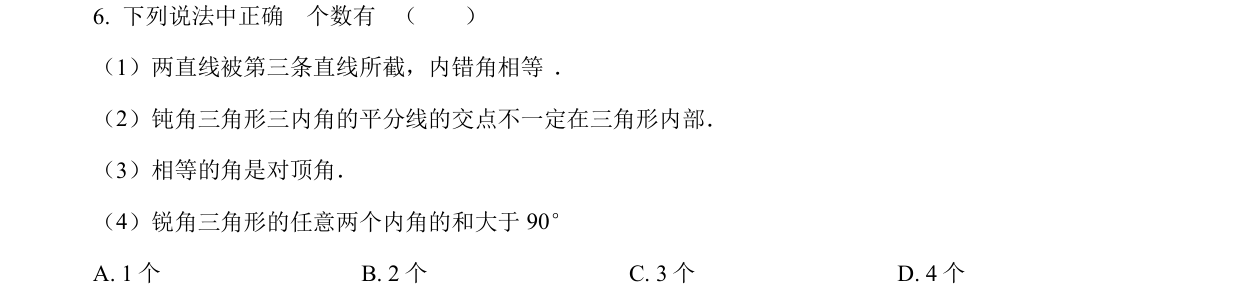 6. 下列说法中正确 个数有 （ ）
（1）两直线被第三条直线所截，内错角相等．
（2）钝角三角形三内角的平分线的交点不一定在三角形内部．
（3）相等的角是对顶角．
（4）锐角三角形的任意两个内角的和大于 90°
A. 1 个 B. 2 个 C. 3 个 D. 4 个